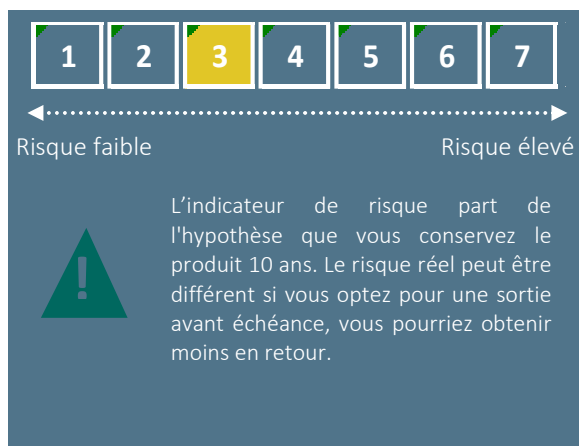 1 2 3 4 5 6 7
Risque faible Risque élevé
L’indicateur de risque part de
l'hypothèse que vous conservez le
produit 10 ans. Le risque réel peut être
différent si vous optez pour une sortie
avant échéance, vous pourriez obtenir
moins en retour.
!